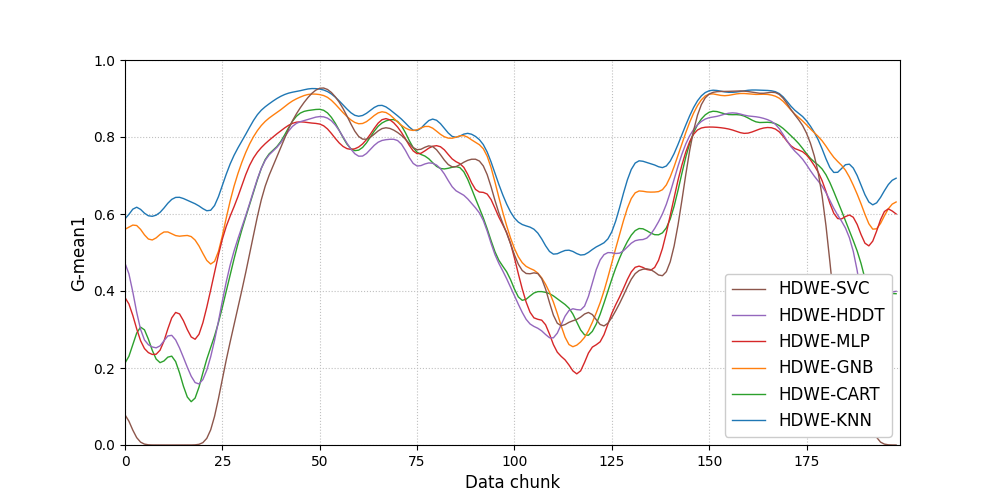 1.0
0.8
0.6
0.4
0.2
0.0
G-mean1
0
25
50
75
100
125
150
175
Data chunk
HDWE-SVC
HDWE-HDDT
HDWE-MLP
HDWE-GNB
HDWE-CART
HDWE-KNN